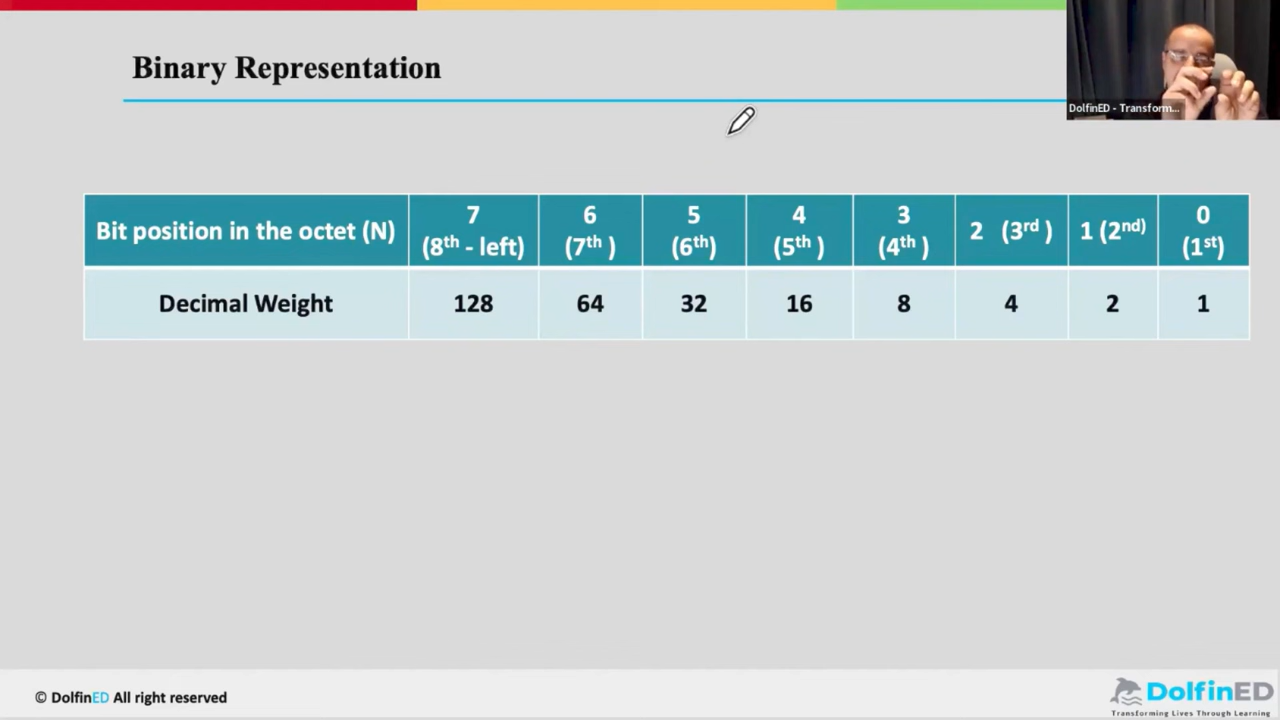 Binary Representation
DolfinED - Transform...
Bit position in the octet (N) 7 (8th - left) 6 (7th ) 5 (6th) 4 (5th ) 3 (4th ) 2 (3rd ) 1 (2nd) 0 (1st)
Decimal Weight 128 64 32 16 8 4 2 1
© DolfinED All right reserved
DolfinED
Transforming Lives Through Learning